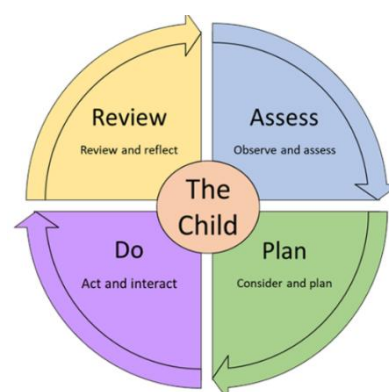 Review
Review and reflect
Assess
Observe and assess
The
Child
Do
Act and interact
Plan
Consider and plan